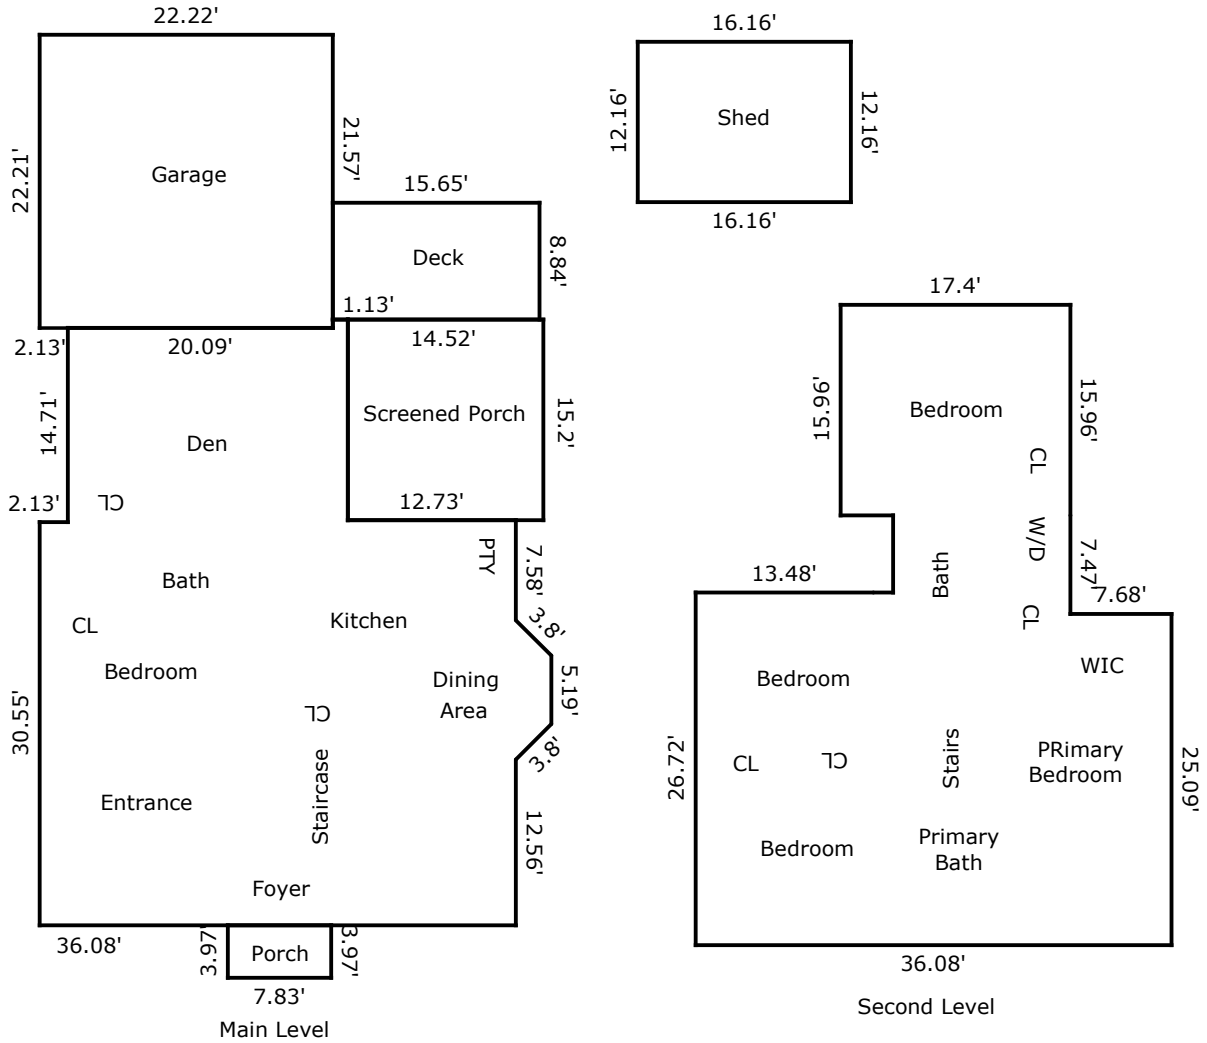 22.22'
16.16'
22.21'
Garage
21.57'
12.16'
Shed
12.16'
15.65'
16.16'
Deck
8.84'
1.13'
17.4'
2.13'
20.09'
14.52'
14.71'
Den
Screened Porch
15.2'
15.96'
Bedroom
15.96'
2.13'
CL
12.73'
CL
PTY
7.58'
W/D
Bath
3.8'
13.48'
Bath
7.47'
7.68'
CL
Kitchen
CL
Bedroom
Dining
Area
5.19'
Bedroom
WIC
30.55'
CL
3.8'
26.72'
CL
CL
Stairs
PRimary
Bedroom
25.09'
Entrance
Staircase
12.56'
Bedroom
Primary
Bath
Foyer
36.08'
3.97'
Porch
3.97'
36.08'
7.83'
Second Level
Main Level